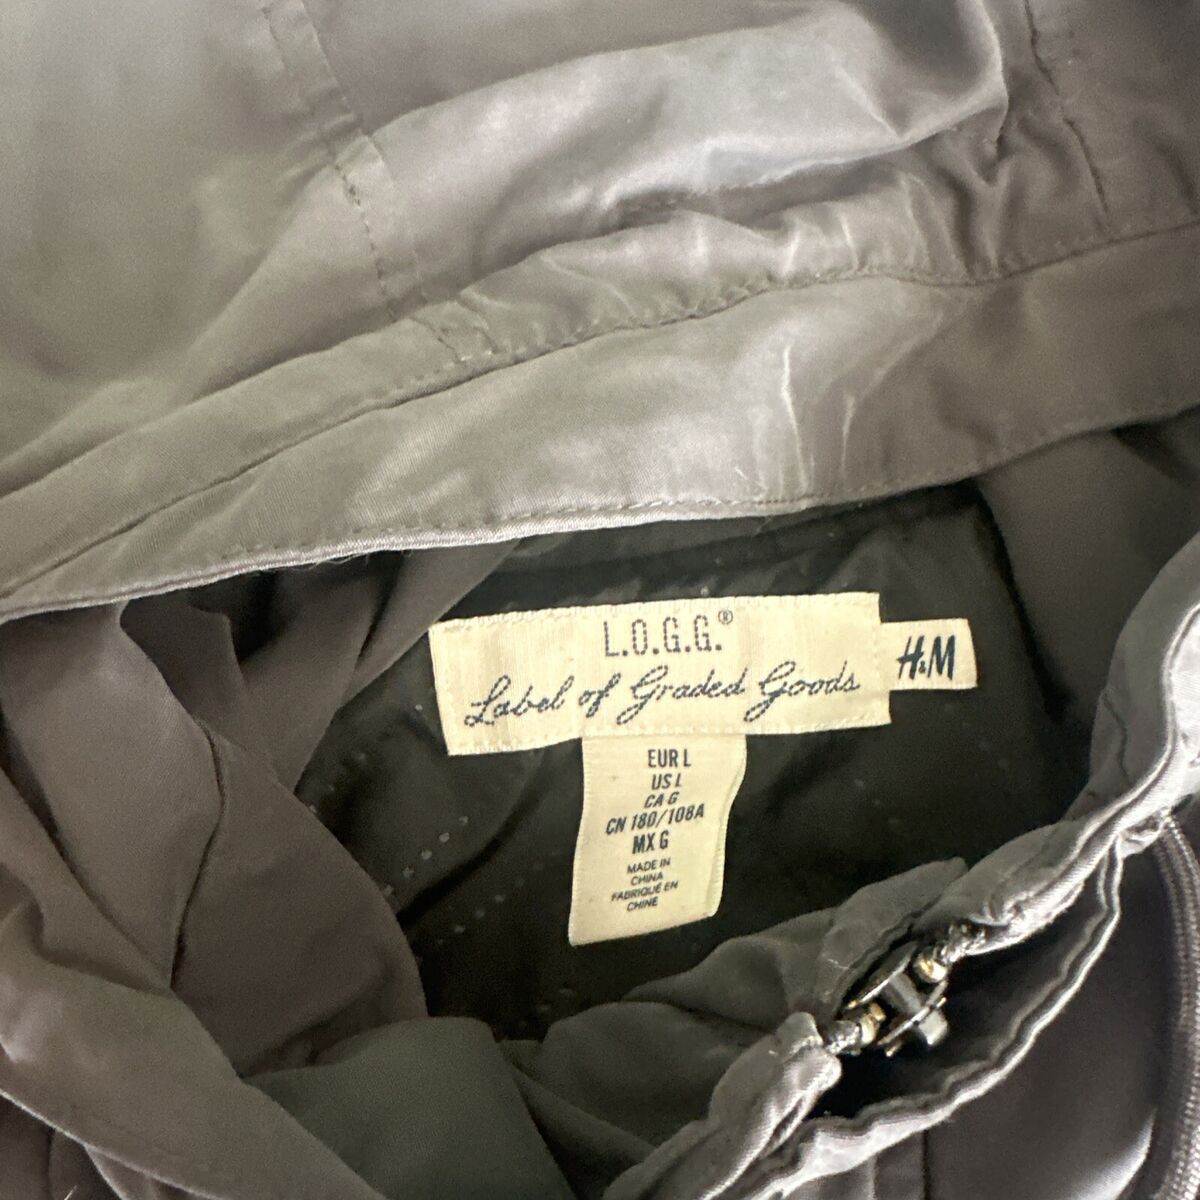 L.O.G.G.®
Label of Graded Goods
H&M
EUR L
US L
CA G
CN 180/108A
MX G
MADE IN
CHINA
FABRIQUÉ EN
CHINE